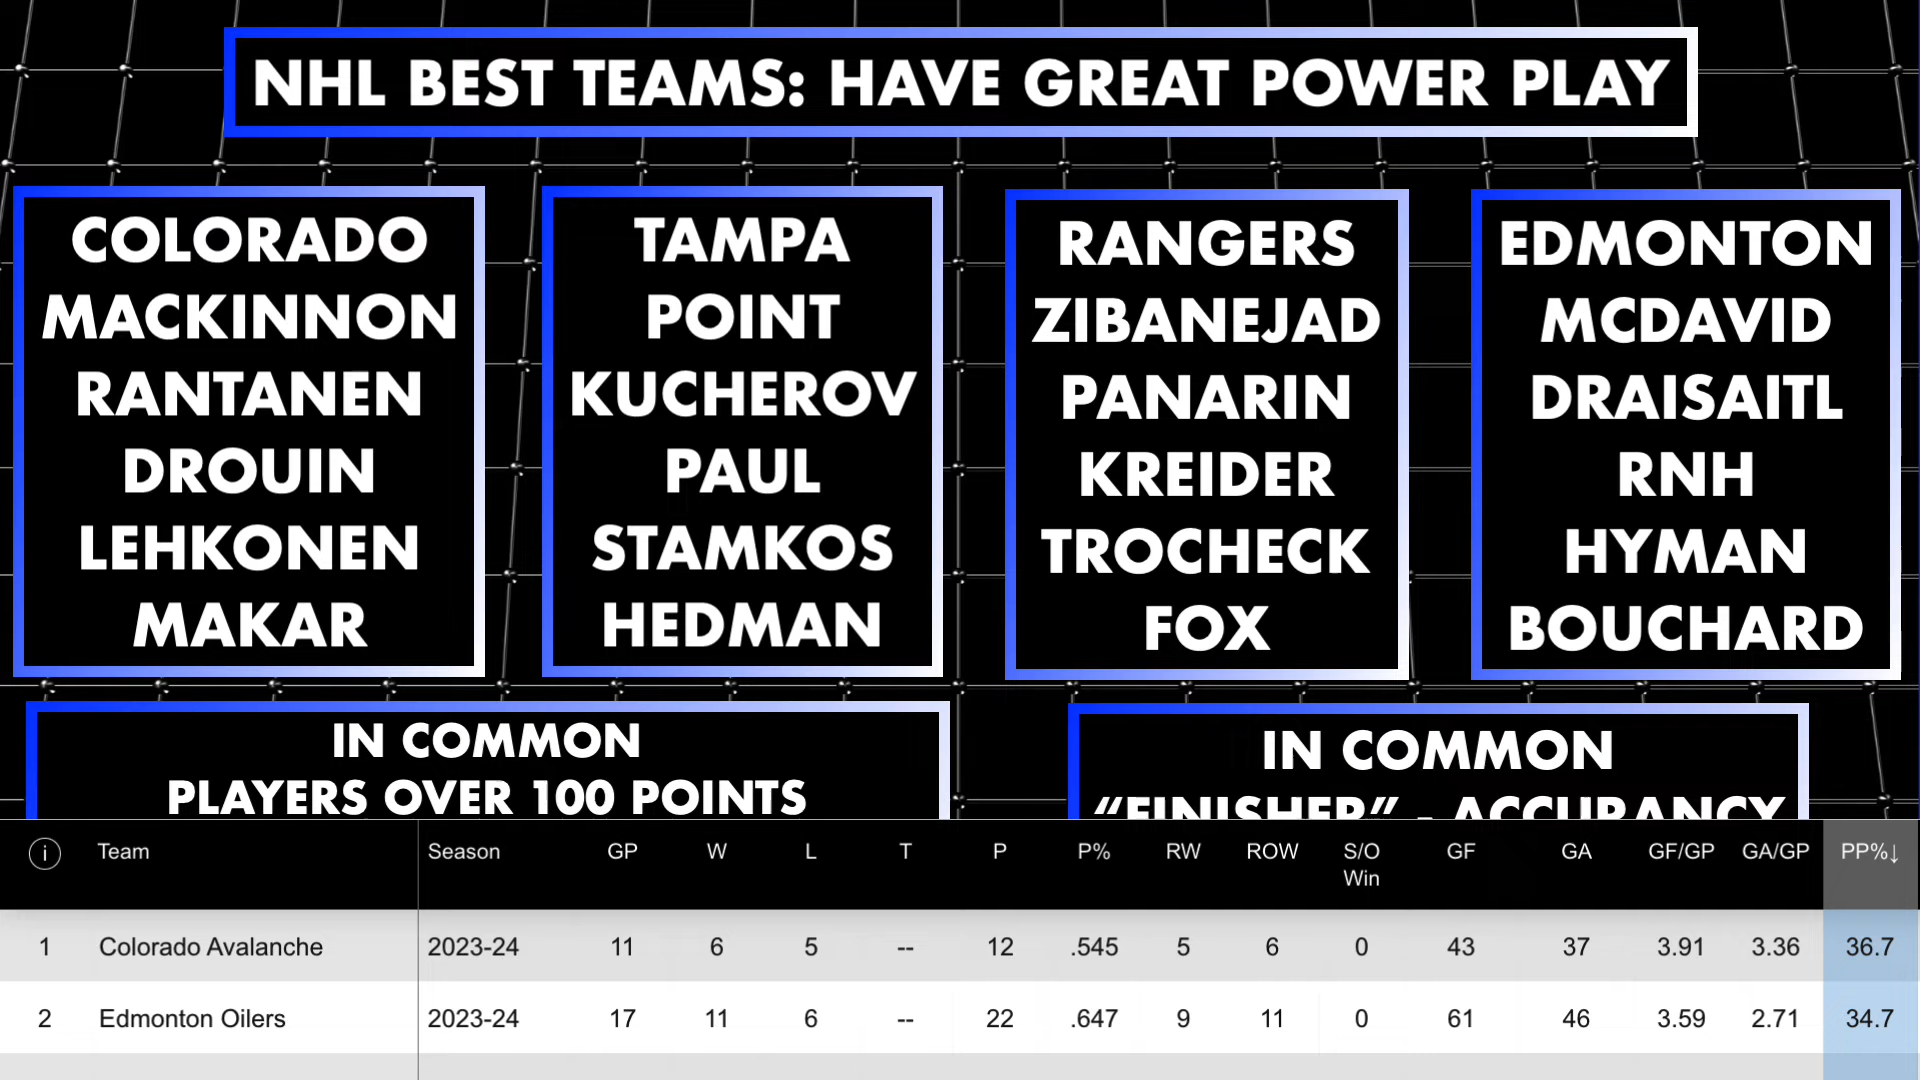 NHL BEST TEAMS: HAVE GREAT POWER PLAY
COLORADO
MACKINNON
RANTANEN
DROUIN
LEHKONEN
MAKAR
TAMPA
POINT
KUCHEROV
PAUL
STAMKOS
HEDMAN
RANGERS
ZIBANEJAD
PANARIN
KREIDER
TROCHECK
FOX
EDMONTON
MCDAVID
DRAISAITL
RNH
HYMAN
BOUCHARD
IN COMMON
PLAYERS OVER 100 POINTS
IN COMMON
“FINISHER” - ACCURANCY
i Team Season GP W L T P P% RW ROW S/O Win GF GA GF/GP GA/GP PP%↓
1 Colorado Avalanche 2023-24 11 6 5 -- 12 .545 5 6 0 43 37 3.91 3.36 36.7
2 Edmonton Oilers 2023-24 17 11 6 -- 22 .647 9 11 0 61 46 3.59 2.71 34.7